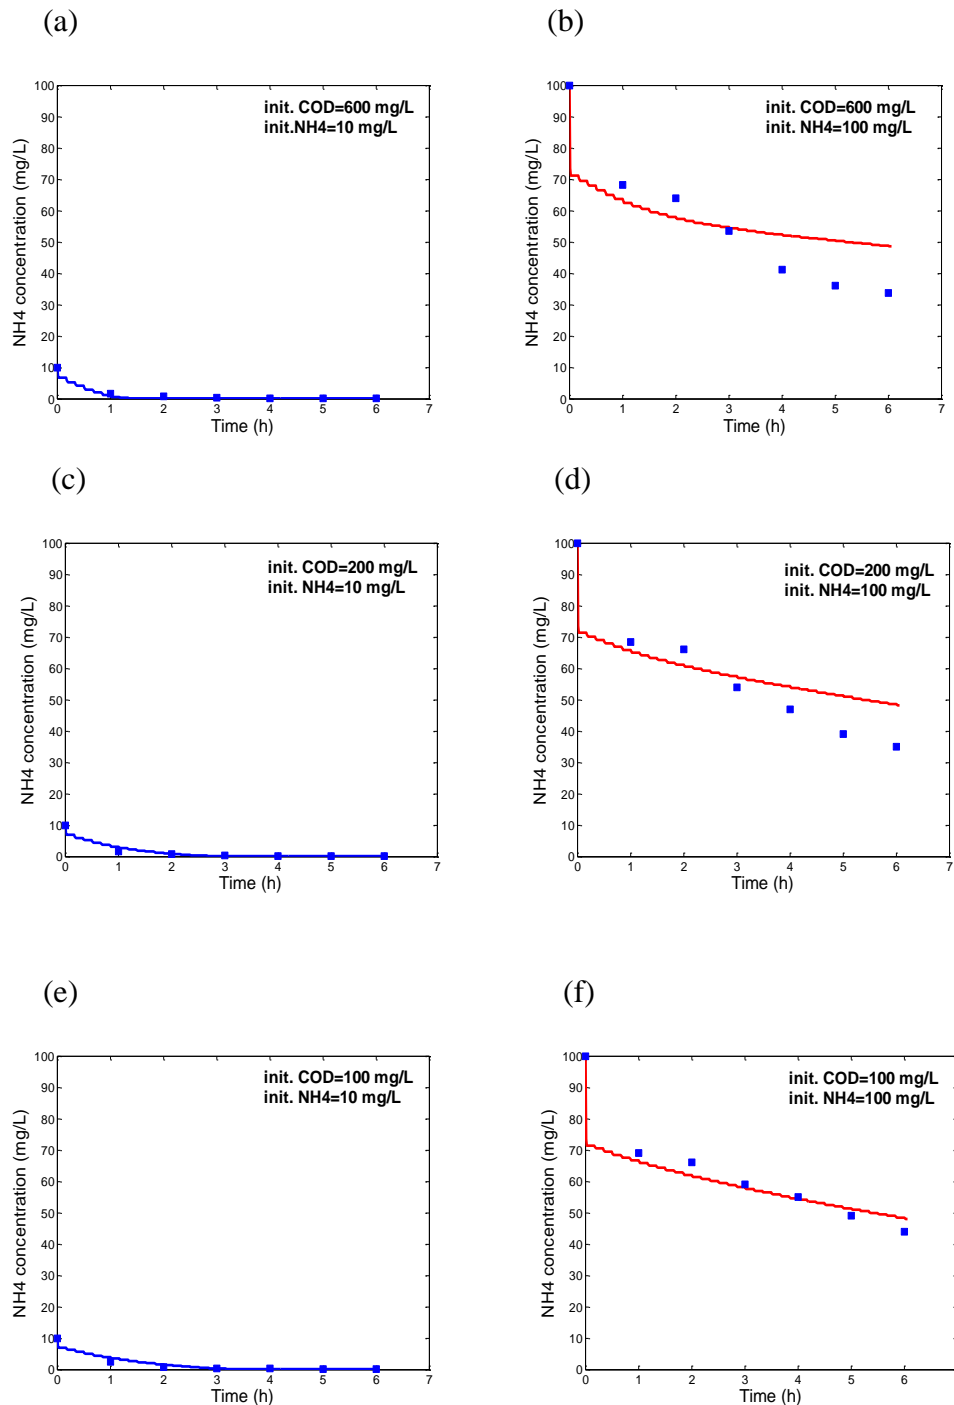 (a)
(b)
init. COD=600 mg/L
init.NH4=10 mg/L
NH4 concentration (mg/L)
100
90
80
70
60
50
40
30
20
10
0
0 1 2 3 4 5 6 7
Time (h)
init. COD=600 mg/L
init. NH4=100 mg/L
NH4 concentration (mg/L)
100
90
80
70
60
50
40
30
20
10
0
0 1 2 3 4 5 6 7
Time (h)
(c)
(d)
init. COD=200 mg/L
init. NH4=10 mg/L
NH4 concentration (mg/L)
100
90
80
70
60
50
40
30
20
10
0
0 1 2 3 4 5 6 7
Time (h)
init. COD=200 mg/L
init. NH4=100 mg/L
NH4 concentration (mg/L)
100
90
80
70
60
50
40
30
20
10
0
0 1 2 3 4 5 6 7
Time (h)
(e)
(f)
init. COD=100 mg/L
init. NH4=10 mg/L
NH4 concentration (mg/L)
100
90
80
70
60
50
40
30
20
10
0
0 1 2 3 4 5 6 7
Time (h)
init. COD=100 mg/L
init. NH4=100 mg/L
NH4 concentration (mg/L)
100
90
80
70
60
50
40
30
20
10
0
0 1 2 3 4 5 6
Time (h)